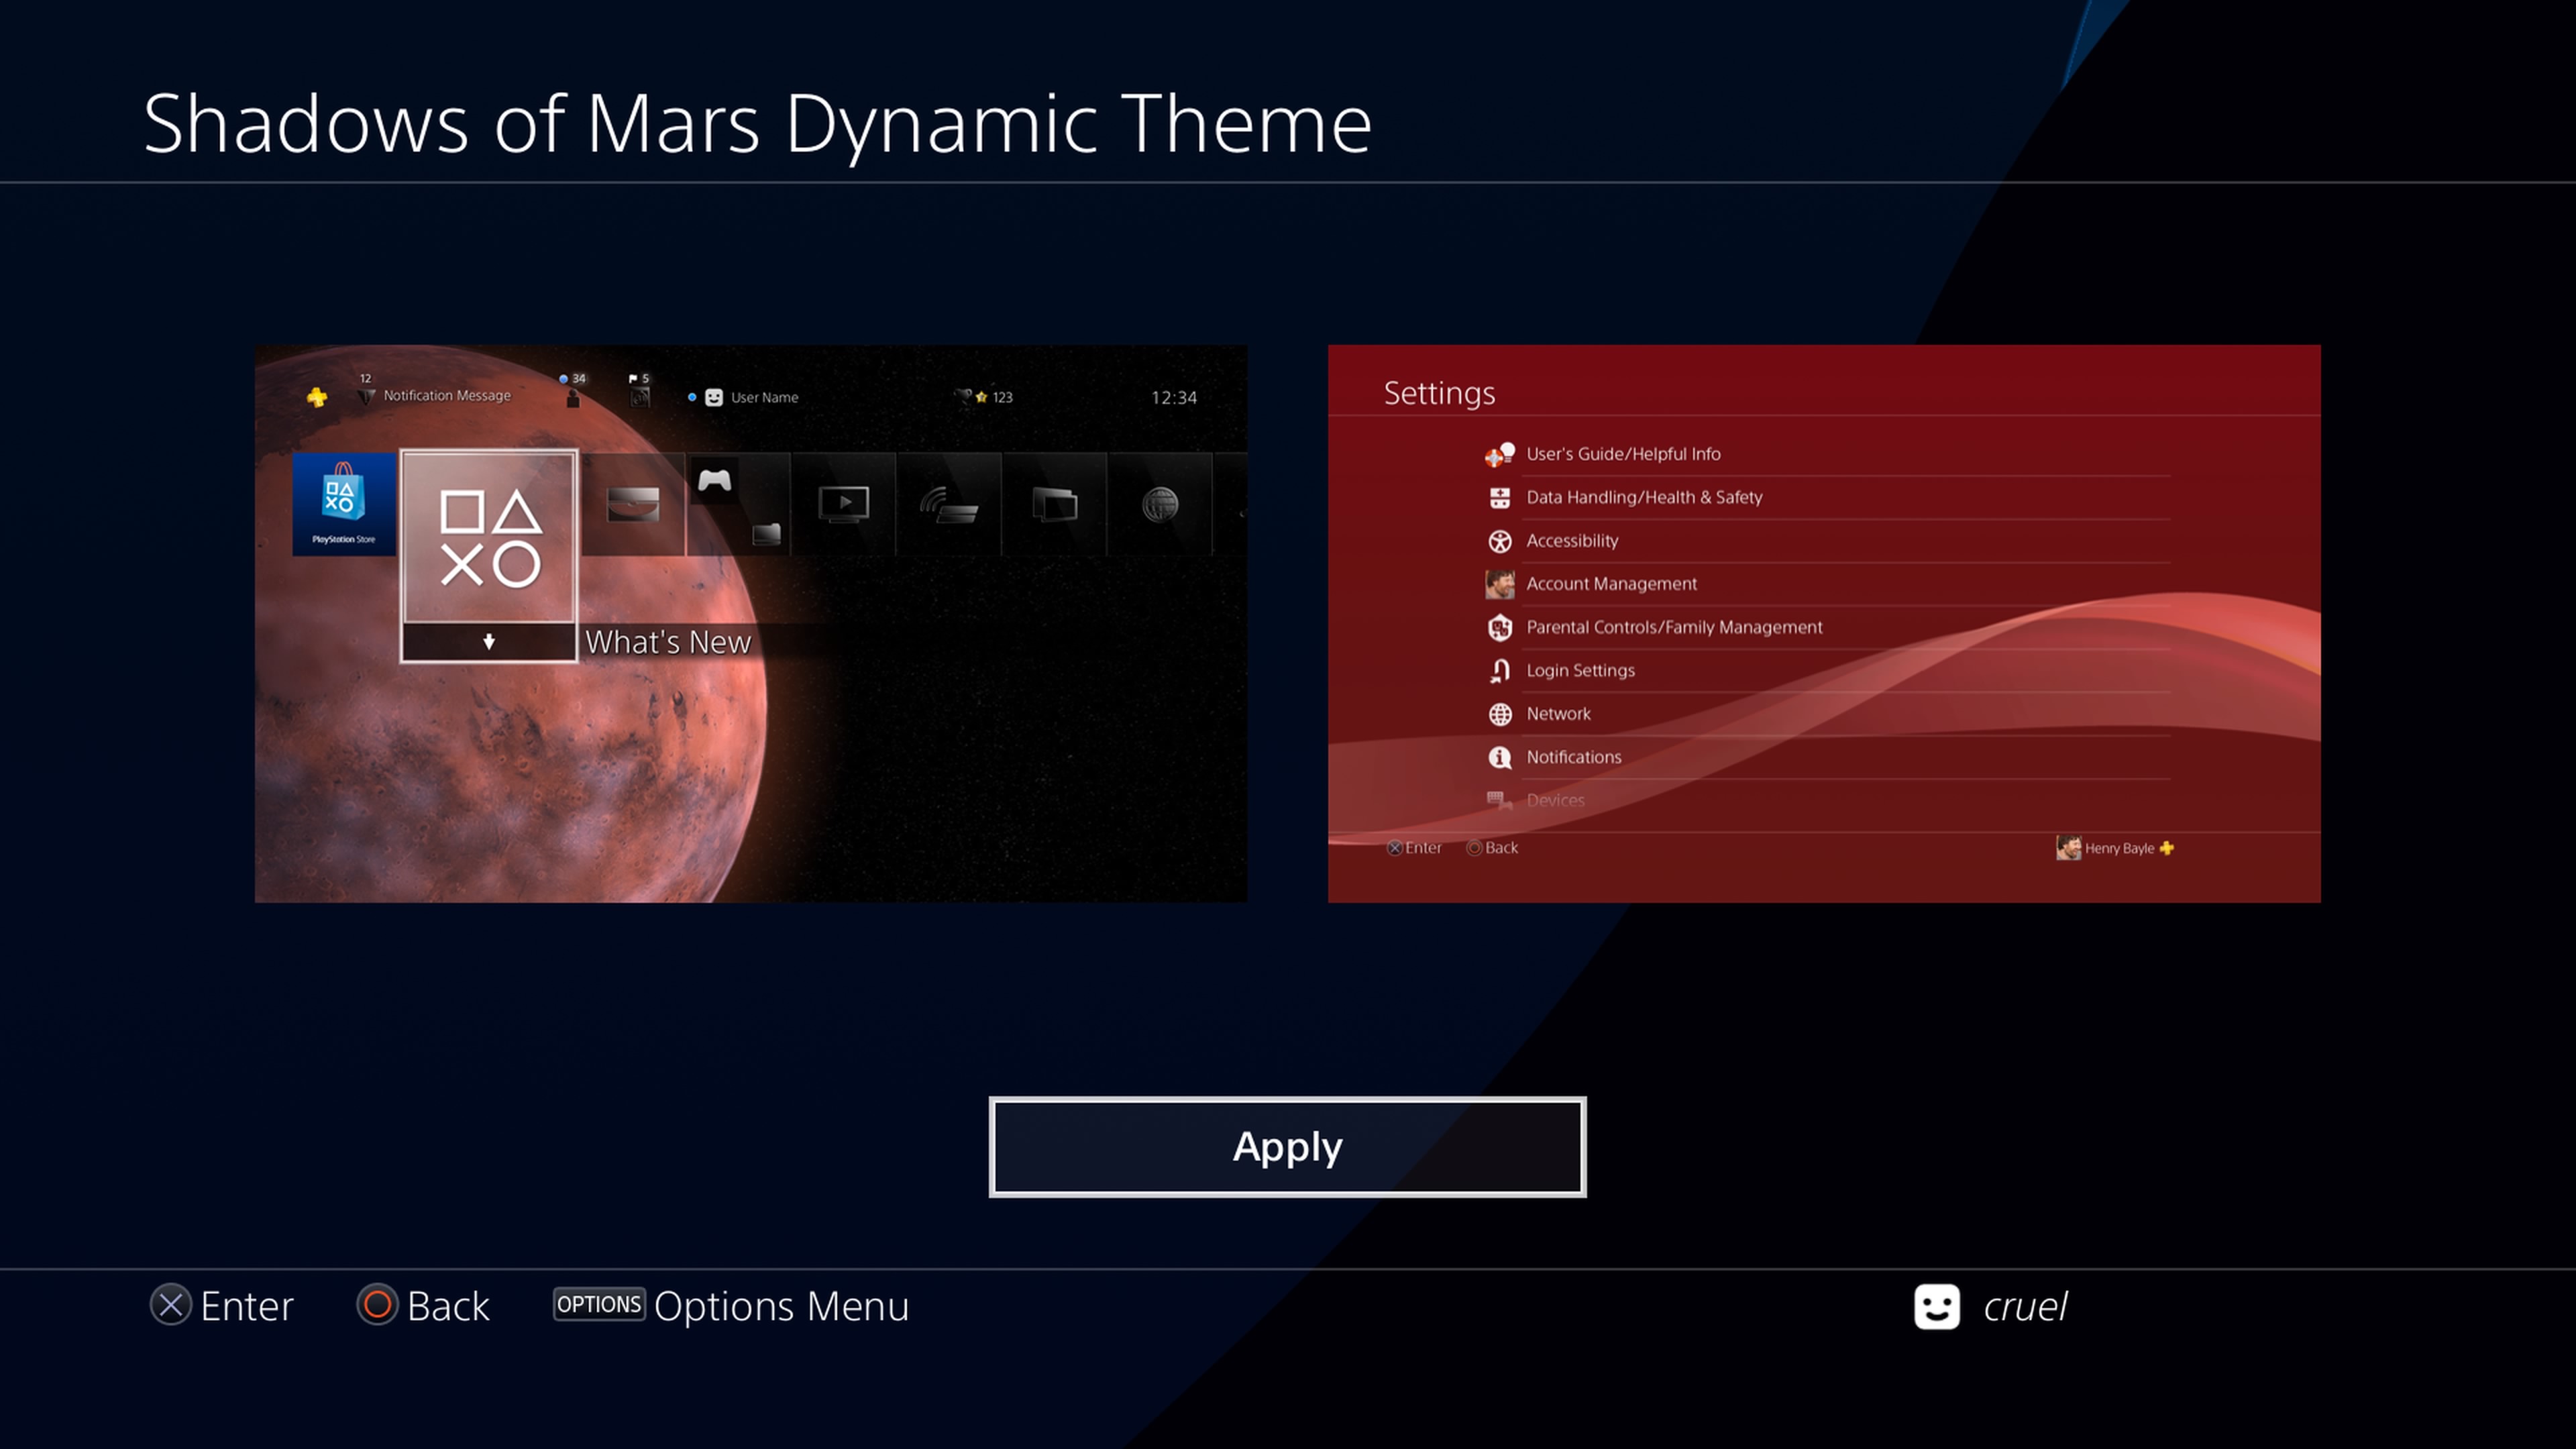 Shadows of Mars Dynamic Theme
12
34
5
Notification Message
User Name
123
12:34
PlayStation Store
What's New
Settings
User's Guide/Helpful Info
Data Handling/Health & Safety
Accessibility
Account Management
Parental Controls/Family Management
Login Settings
Network
Notifications
Devices
Enter Back
Henry Bayle
Apply
Enter Back OPTIONS Options Menu
cruel